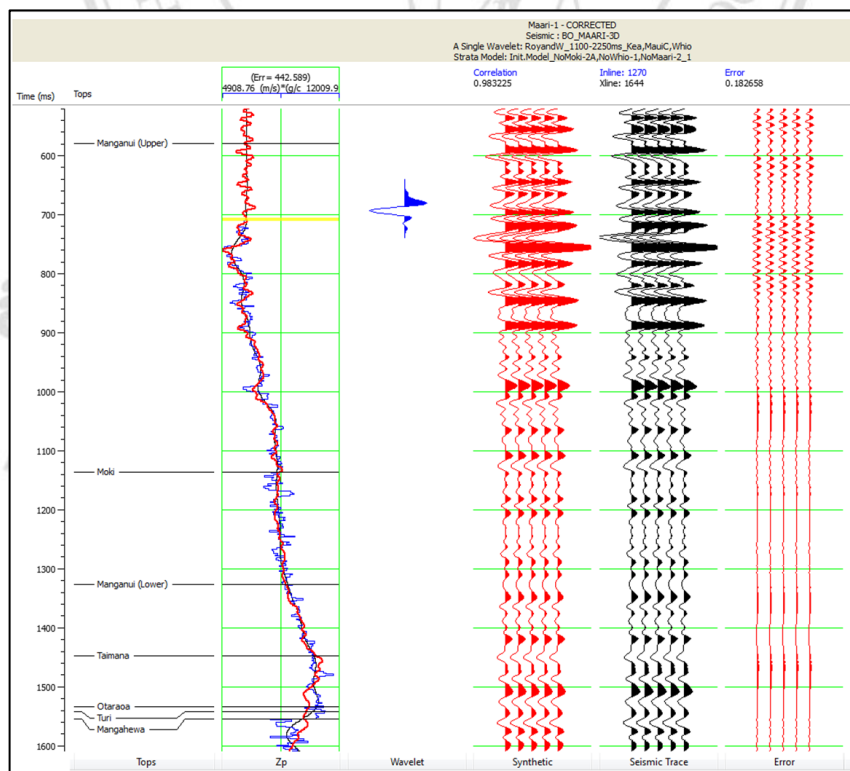 Maari-1 - CORRECTED
Seismic : BO_MAARI-3D
A Single Wavelet: RoyandW_1100-2250ms_Kea,MauiC,Whio
Strata Model: Init.Model_NoMoki-2A,NoWhio-1,NoMaari-2_1
(Err= 442.589)
Correlation Inline: 1270 Error
4908.76 (m/s)*(g/c 12009.9
0.983225 Xline: 1644 0.182658
Time (ms) Tops
Manganui (Upper)
600
700
800
900
1000
1100
Moki
1200
1300
Manganui (Lower)
1400
Taimana
1500
Otaraoa
Turi
Mangahewa
1600
Tops Zp Wavelet Synthetic Seismic Trace Error